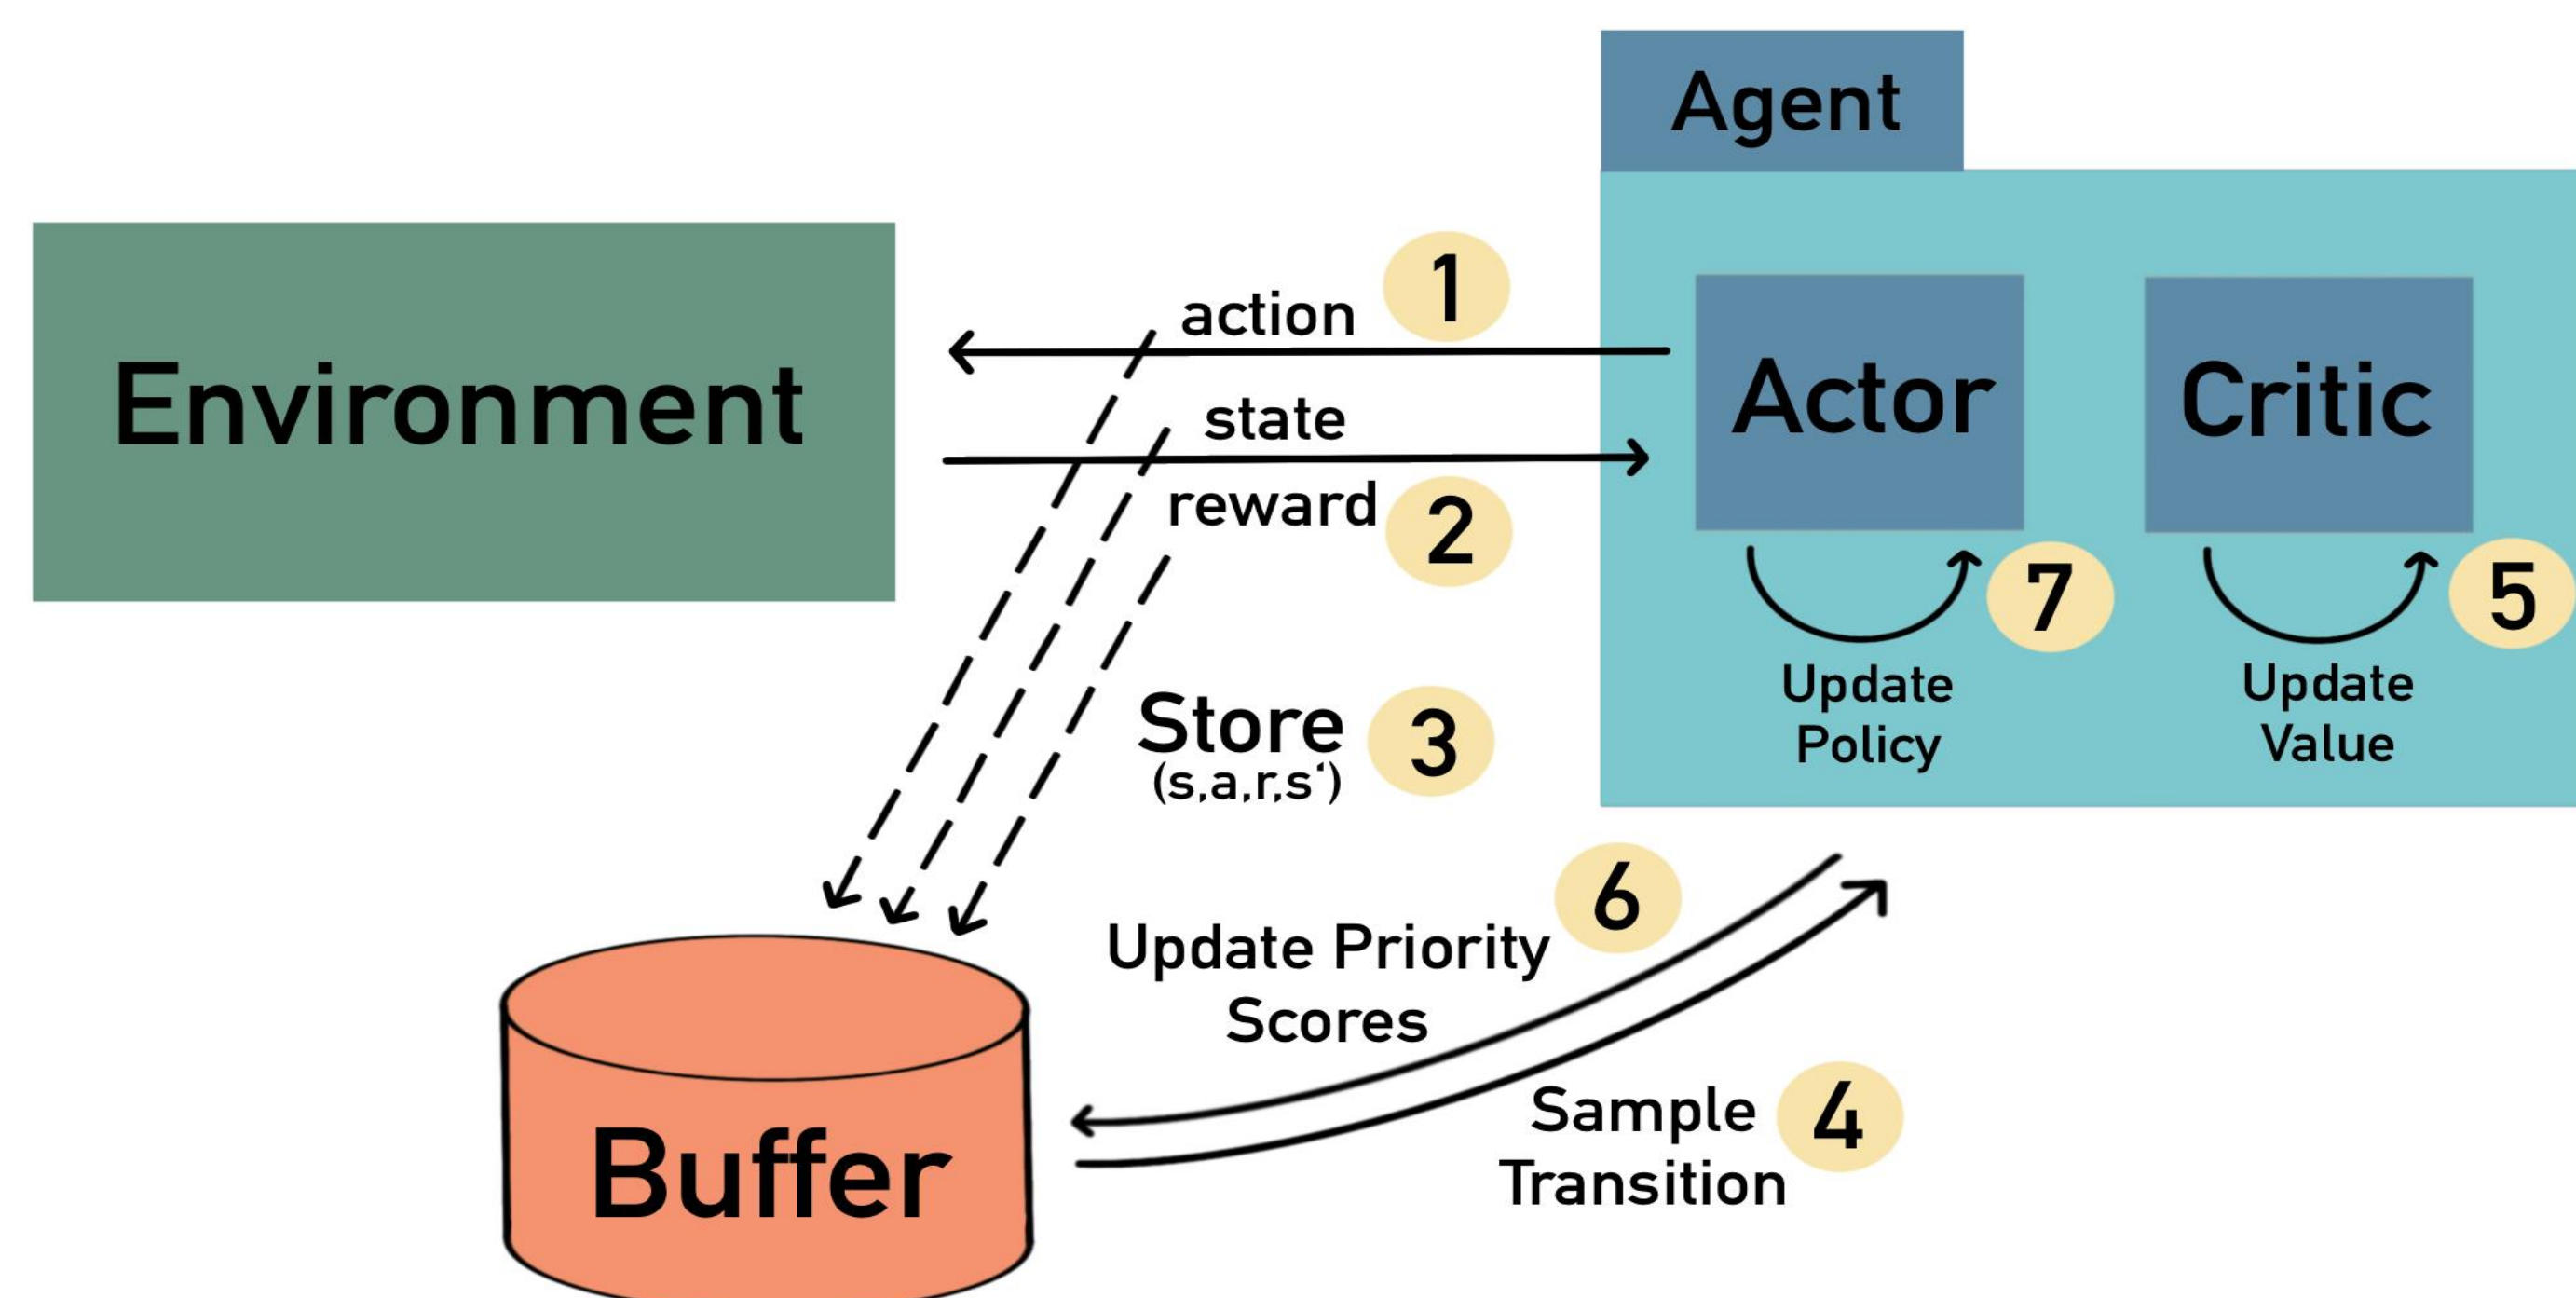 Agent
Environment
action
1
state
reward
2
Actor
Critic
7
5
Update
Policy
Update
Value
Store
3
(s,a,r,s')
6
Update Priority
Scores
Sample
4
Transition
Buffer